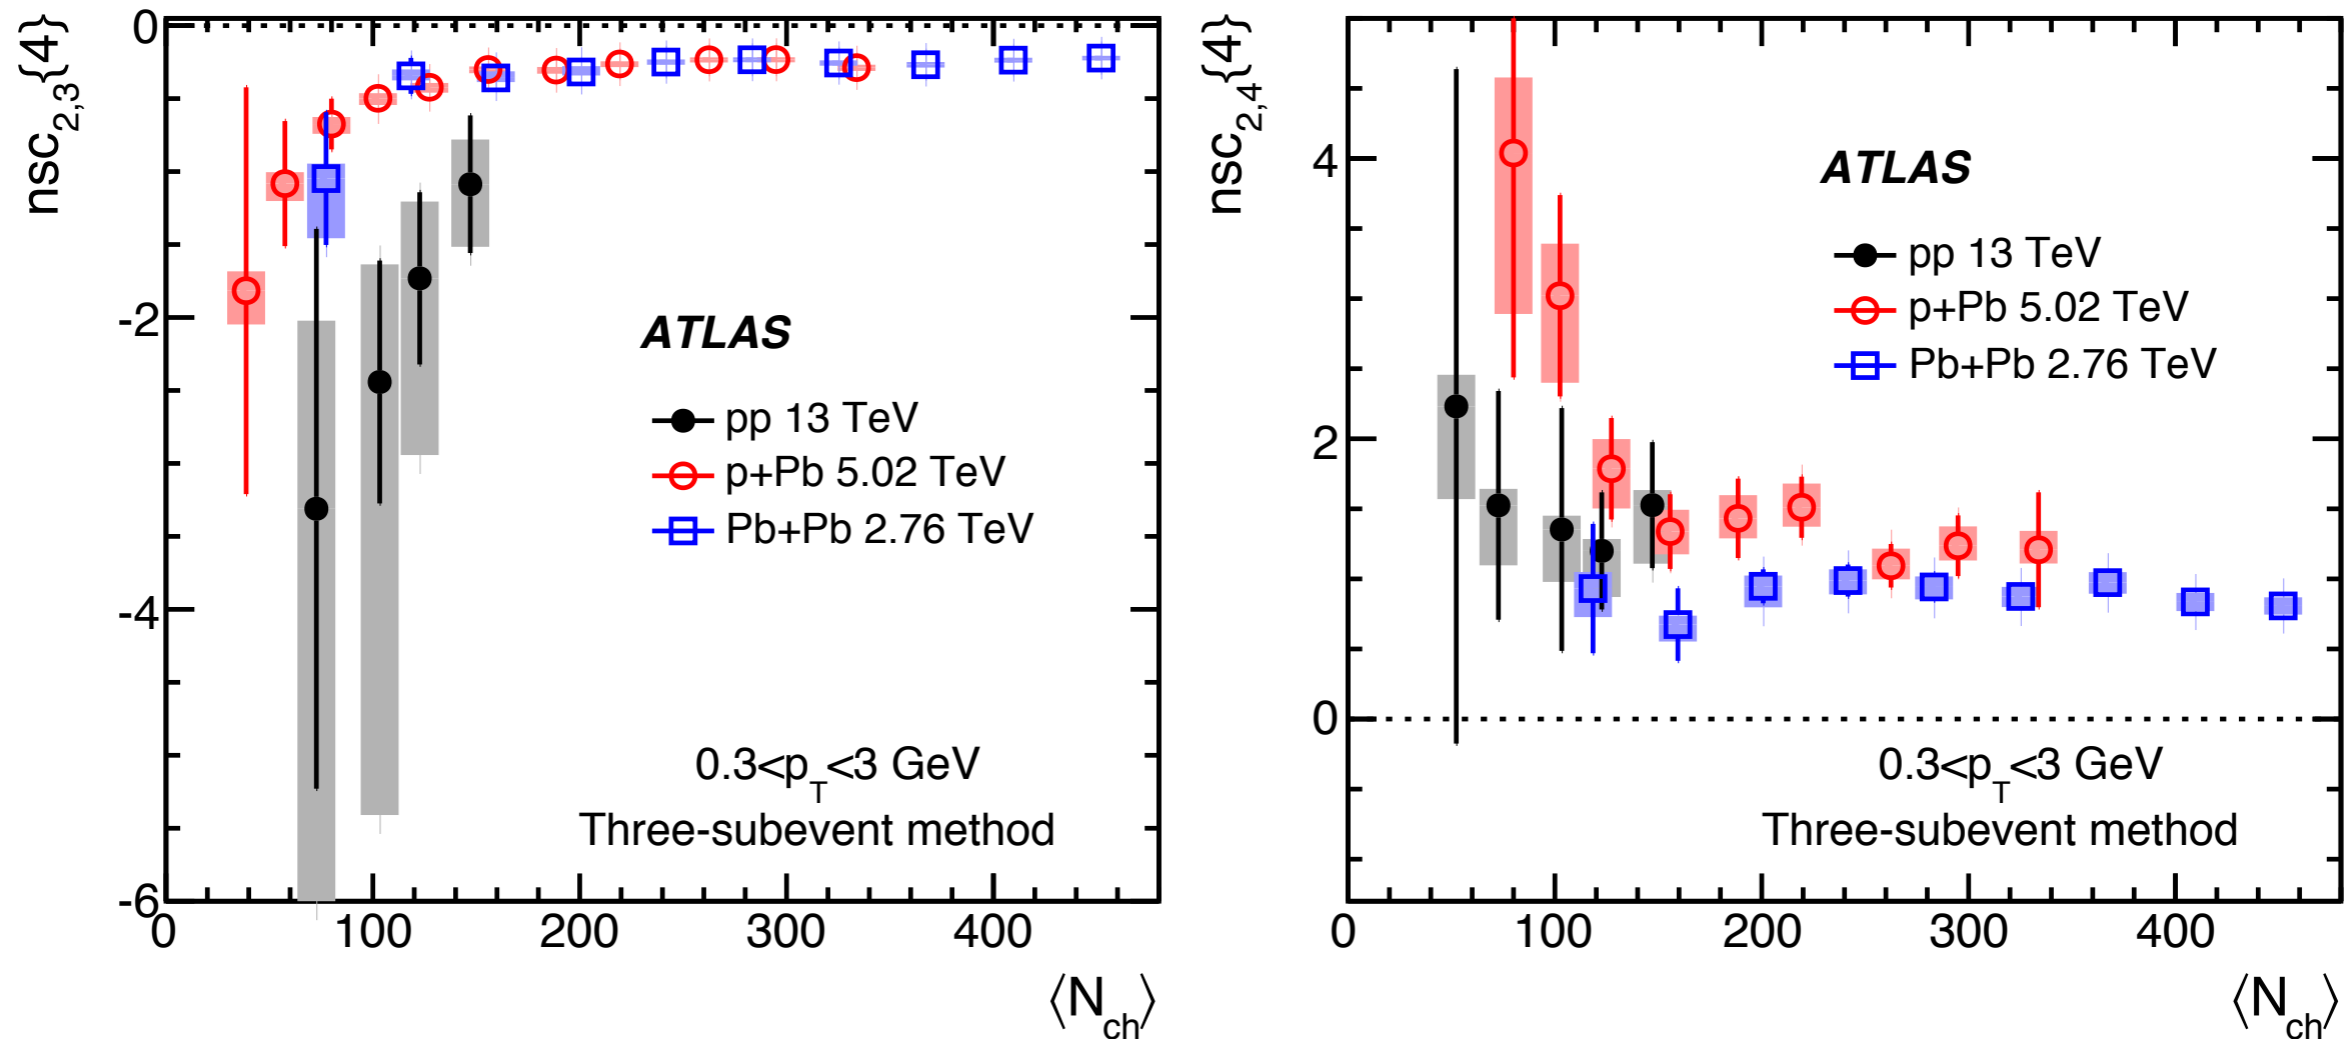 nsc2,3{4}
0
-2
-4
-6
ATLAS
pp 13 TeV
p+Pb 5.02 TeV
Pb+Pb 2.76 TeV
0.3<pT<3 GeV
Three-subevent method
0 100 200 300 400
⟨Nch⟩
nsc2,4{4}
4
2
0
ATLAS
pp 13 TeV
p+Pb 5.02 TeV
Pb+Pb 2.76 TeV
0.3<pT<3 GeV
Three-subevent method
0 100 200 300 400
⟨Nch⟩